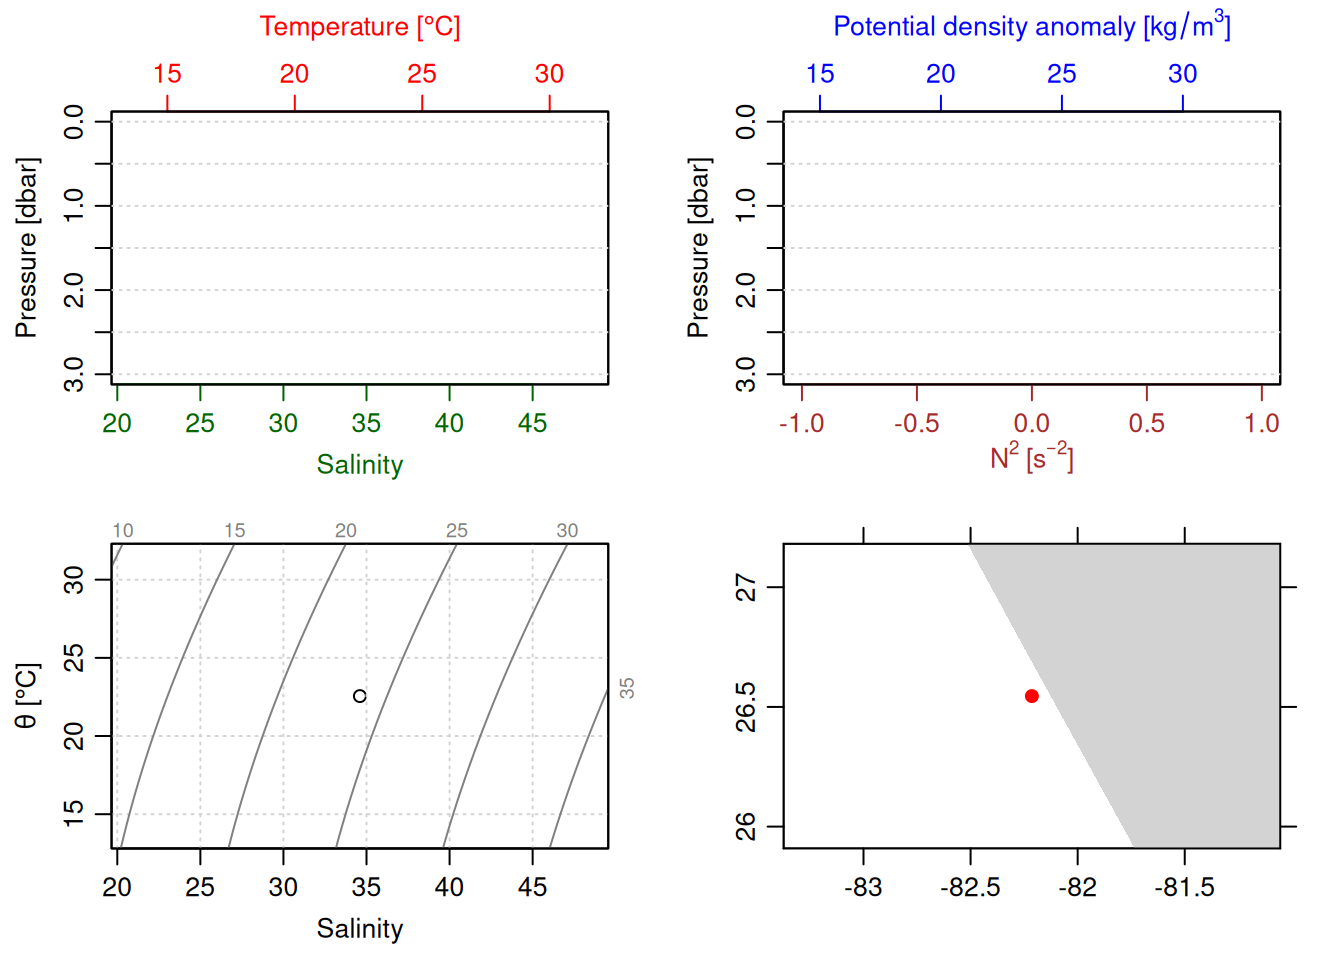 Temperature [°C]
15 20 25 30
Pressure [dbar]
0.0 1.0 2.0 3.0
20 25 30 35 40 45
Salinity
Potential density anomaly [kg/m³]
15 20 25 30
Pressure [dbar]
0.0 1.0 2.0 3.0
-1.0 -0.5 0.0 0.5 1.0
N² [s⁻²]
10 15 20 25 30
35
θ [°C]
30 25 20 15
20 25 30 35 40 45
Salinity
27 26.5 26
-83 -82.5 -82 -81.5